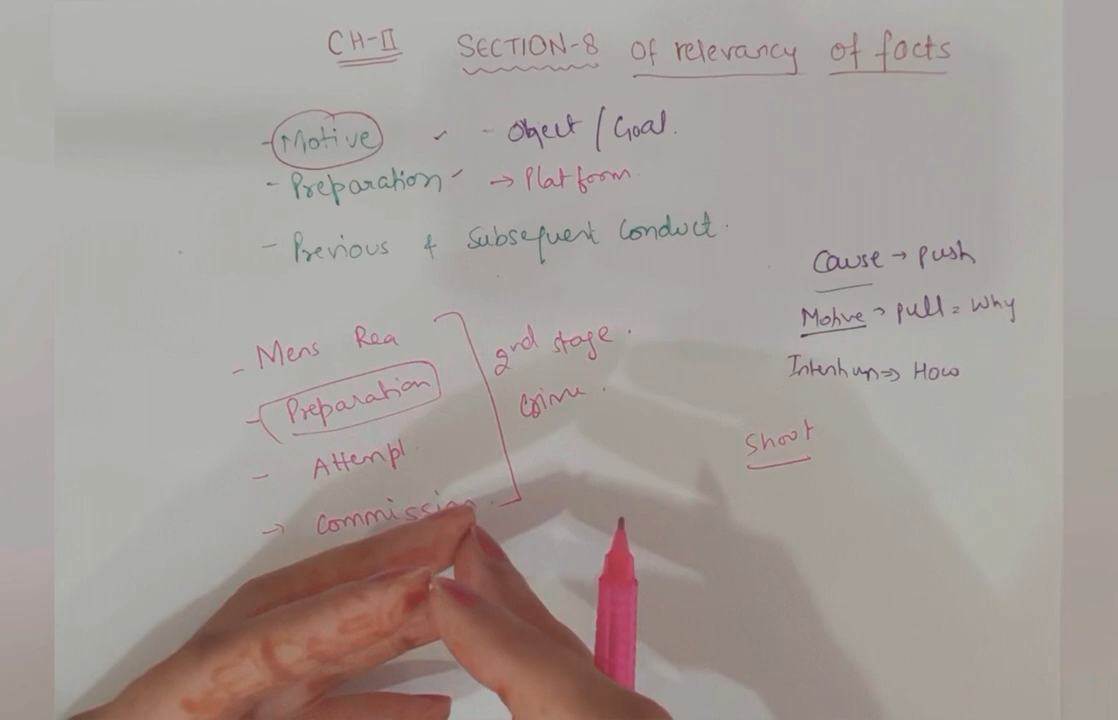 CH-II SECTION-8 of relevancy of facts
- Motive ✓ - Object / Goal.
- Preparation ✓ → Platform.
- Previous & Subsequent Conduct.
Cause → push
Motive → pull = Why
Intention ⇒ How
- Mens Rea
- Preparation
- Attempt
→ Commission
2nd stage.
Crime.
Shoot